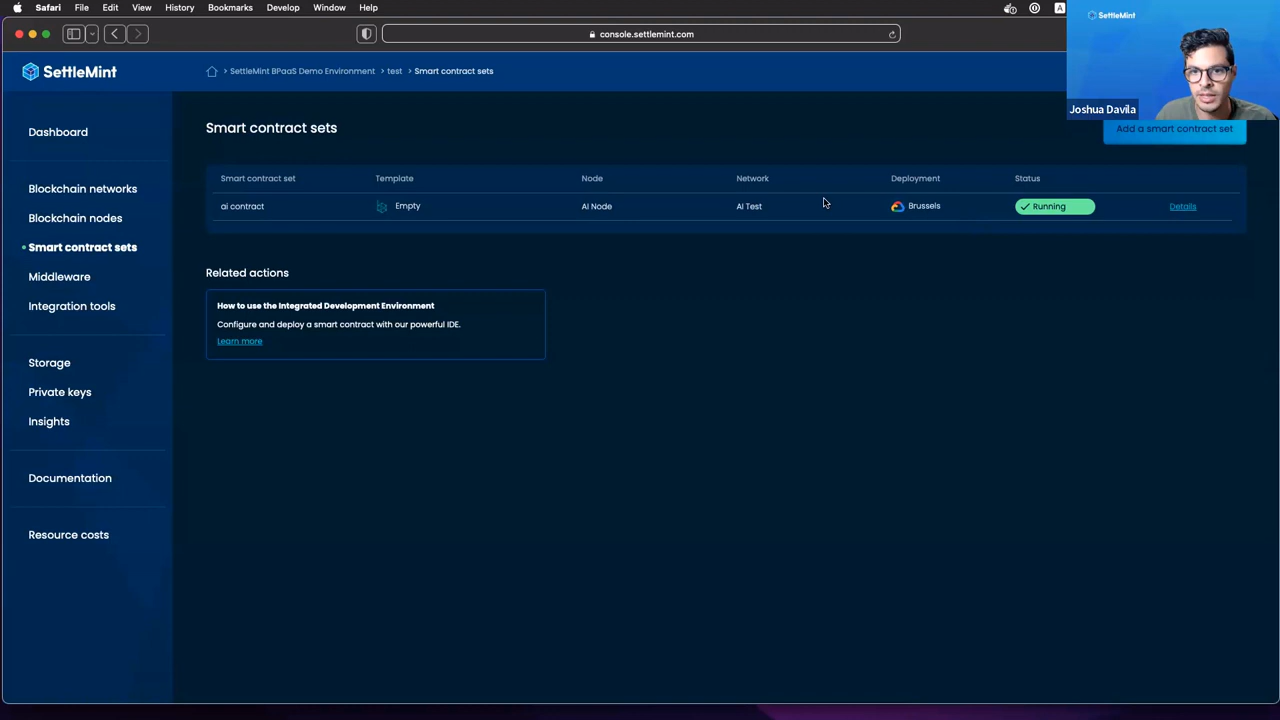 Safari File Edit View History Bookmarks Develop Window Help
A
console.settlemint.com
SettleMint
SettleMint
> SettleMint BPaaS Demo Environment > test > Smart contract sets
Joshua Davila
Dashboard
Blockchain networks
Blockchain nodes
Smart contract sets
Middleware
Integration tools
Storage
Private keys
Insights
Documentation
Resource costs
Smart contract sets
Add a smart contract set
Smart contract set Template Node Network Deployment Status
ai contract Empty AI Node AI Test Brussels Running Details
Related actions
How to use the Integrated Development Environment
Configure and deploy a smart contract with our powerful IDE.
Learn more